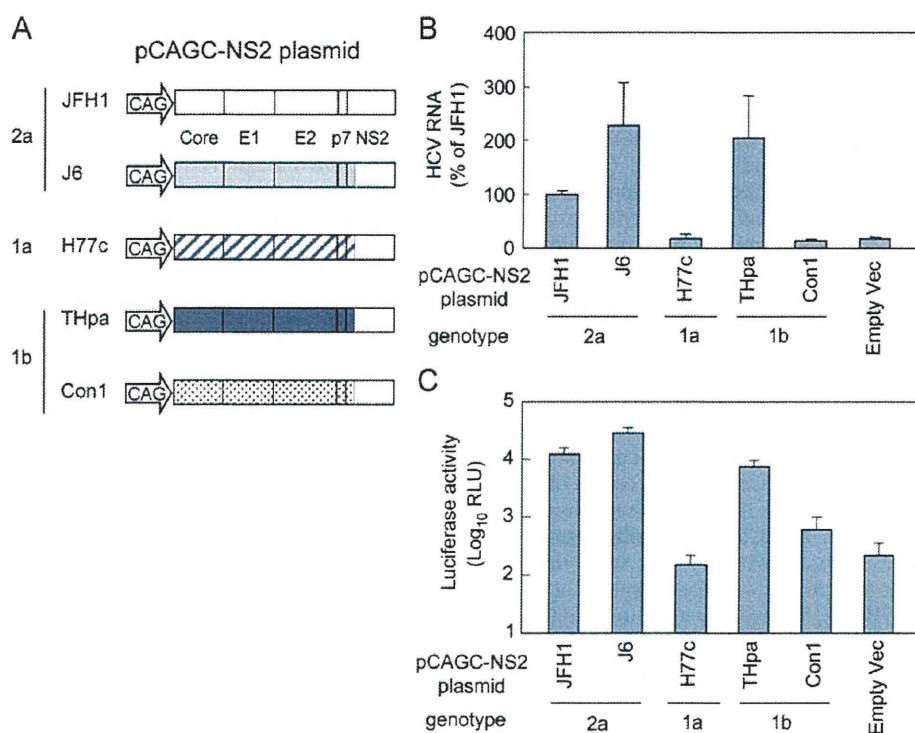 A
pCAGC-NS2 plasmid
2a
JFH1
CAG
Core E1 E2 p7 NS2
J6
CAG
1a
H77c
CAG
1b
THpa
CAG
Con1
CAG
B
HCV RNA
(% of JFH1)
400
300
200
100
0
pCAGC-NS2
plasmid
JFH1
J6
H77c
THpa
Con1
Empty Vec
genotype
2a
1a
1b
C
Luciferase activity
(Log10 RLU)
5
4
3
2
1
pCAGC-NS2
plasmid
JFH1
J6
H77c
THpa
Con1
Empty Vec
genotype
2a
1a
1b